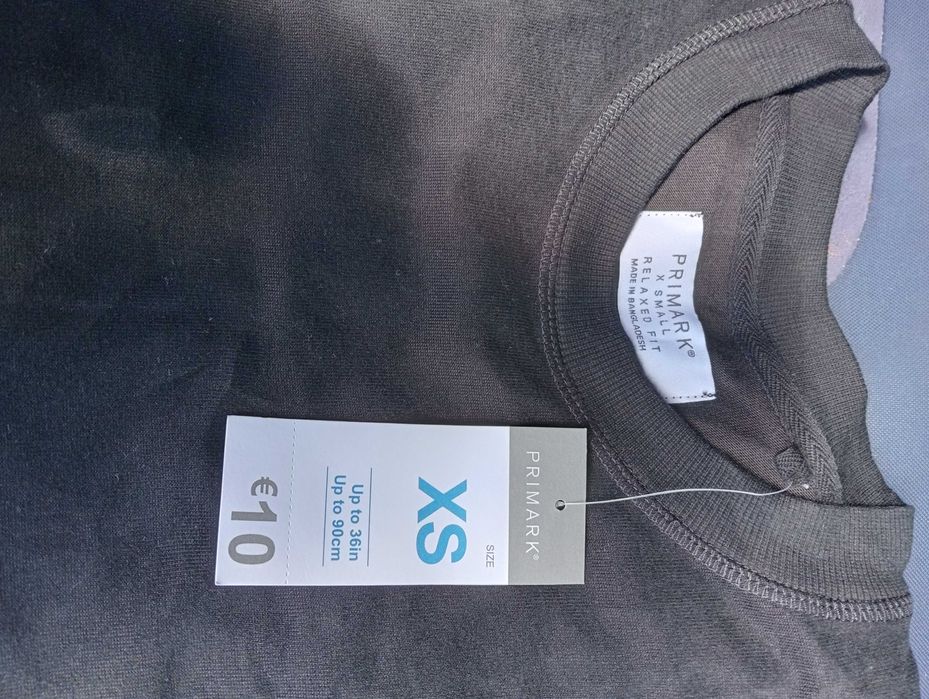 PRIMARK®
X SMALL
RELAXED FIT
MADE IN BANGLADESH
PRIMARK®
SIZE
XS
Up to 36in
Up to 90cm
€10